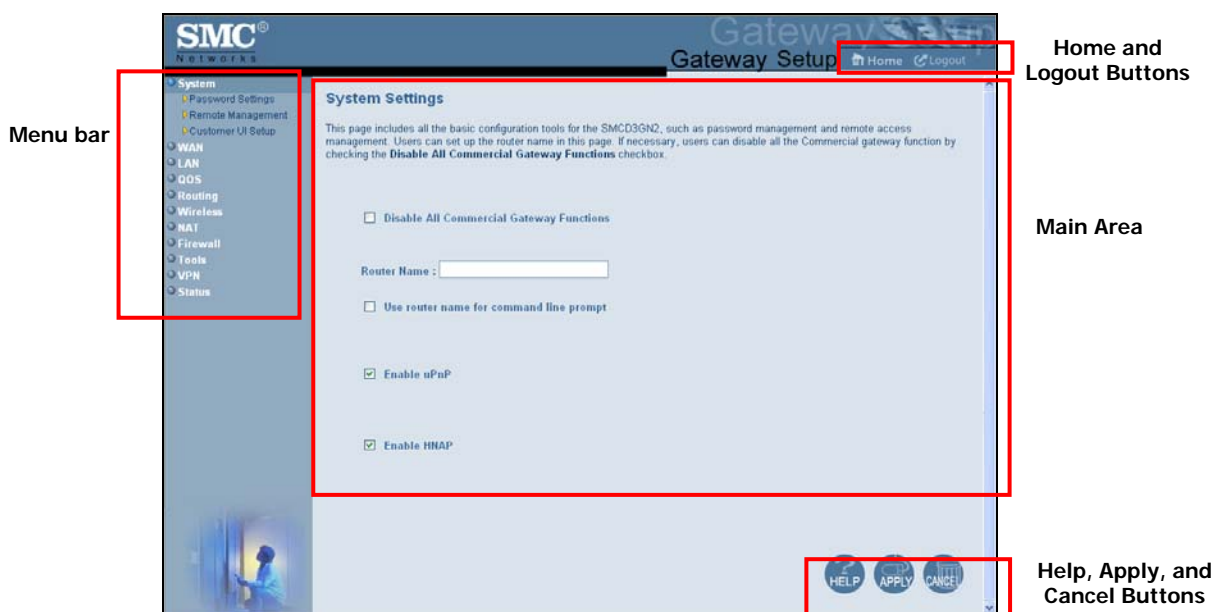 SMC®
Networks
Gateway Setup
Gateway Setup
Home Logout
Home and
Logout Buttons
Menu bar
System
Password Settings
Remote Management
Customer UI Setup
WAN
LAN
QOS
Routing
Wireless
NAT
Firewall
Tools
VPN
Status
System Settings
This page includes all the basic configuration tools for the SMCD3GN2, such as password management and remote access
management. Users can set up the router name in this page. If necessary, users can disable all the Commercial gateway function by
checking the Disable All Commercial Gateway Functions checkbox.
Disable All Commercial Gateway Functions
Router Name :
Use router name for command line prompt
Enable uPnP
Enable HNAP
Main Area
HELP APPLY CANCEL
Help, Apply, and
Cancel Buttons